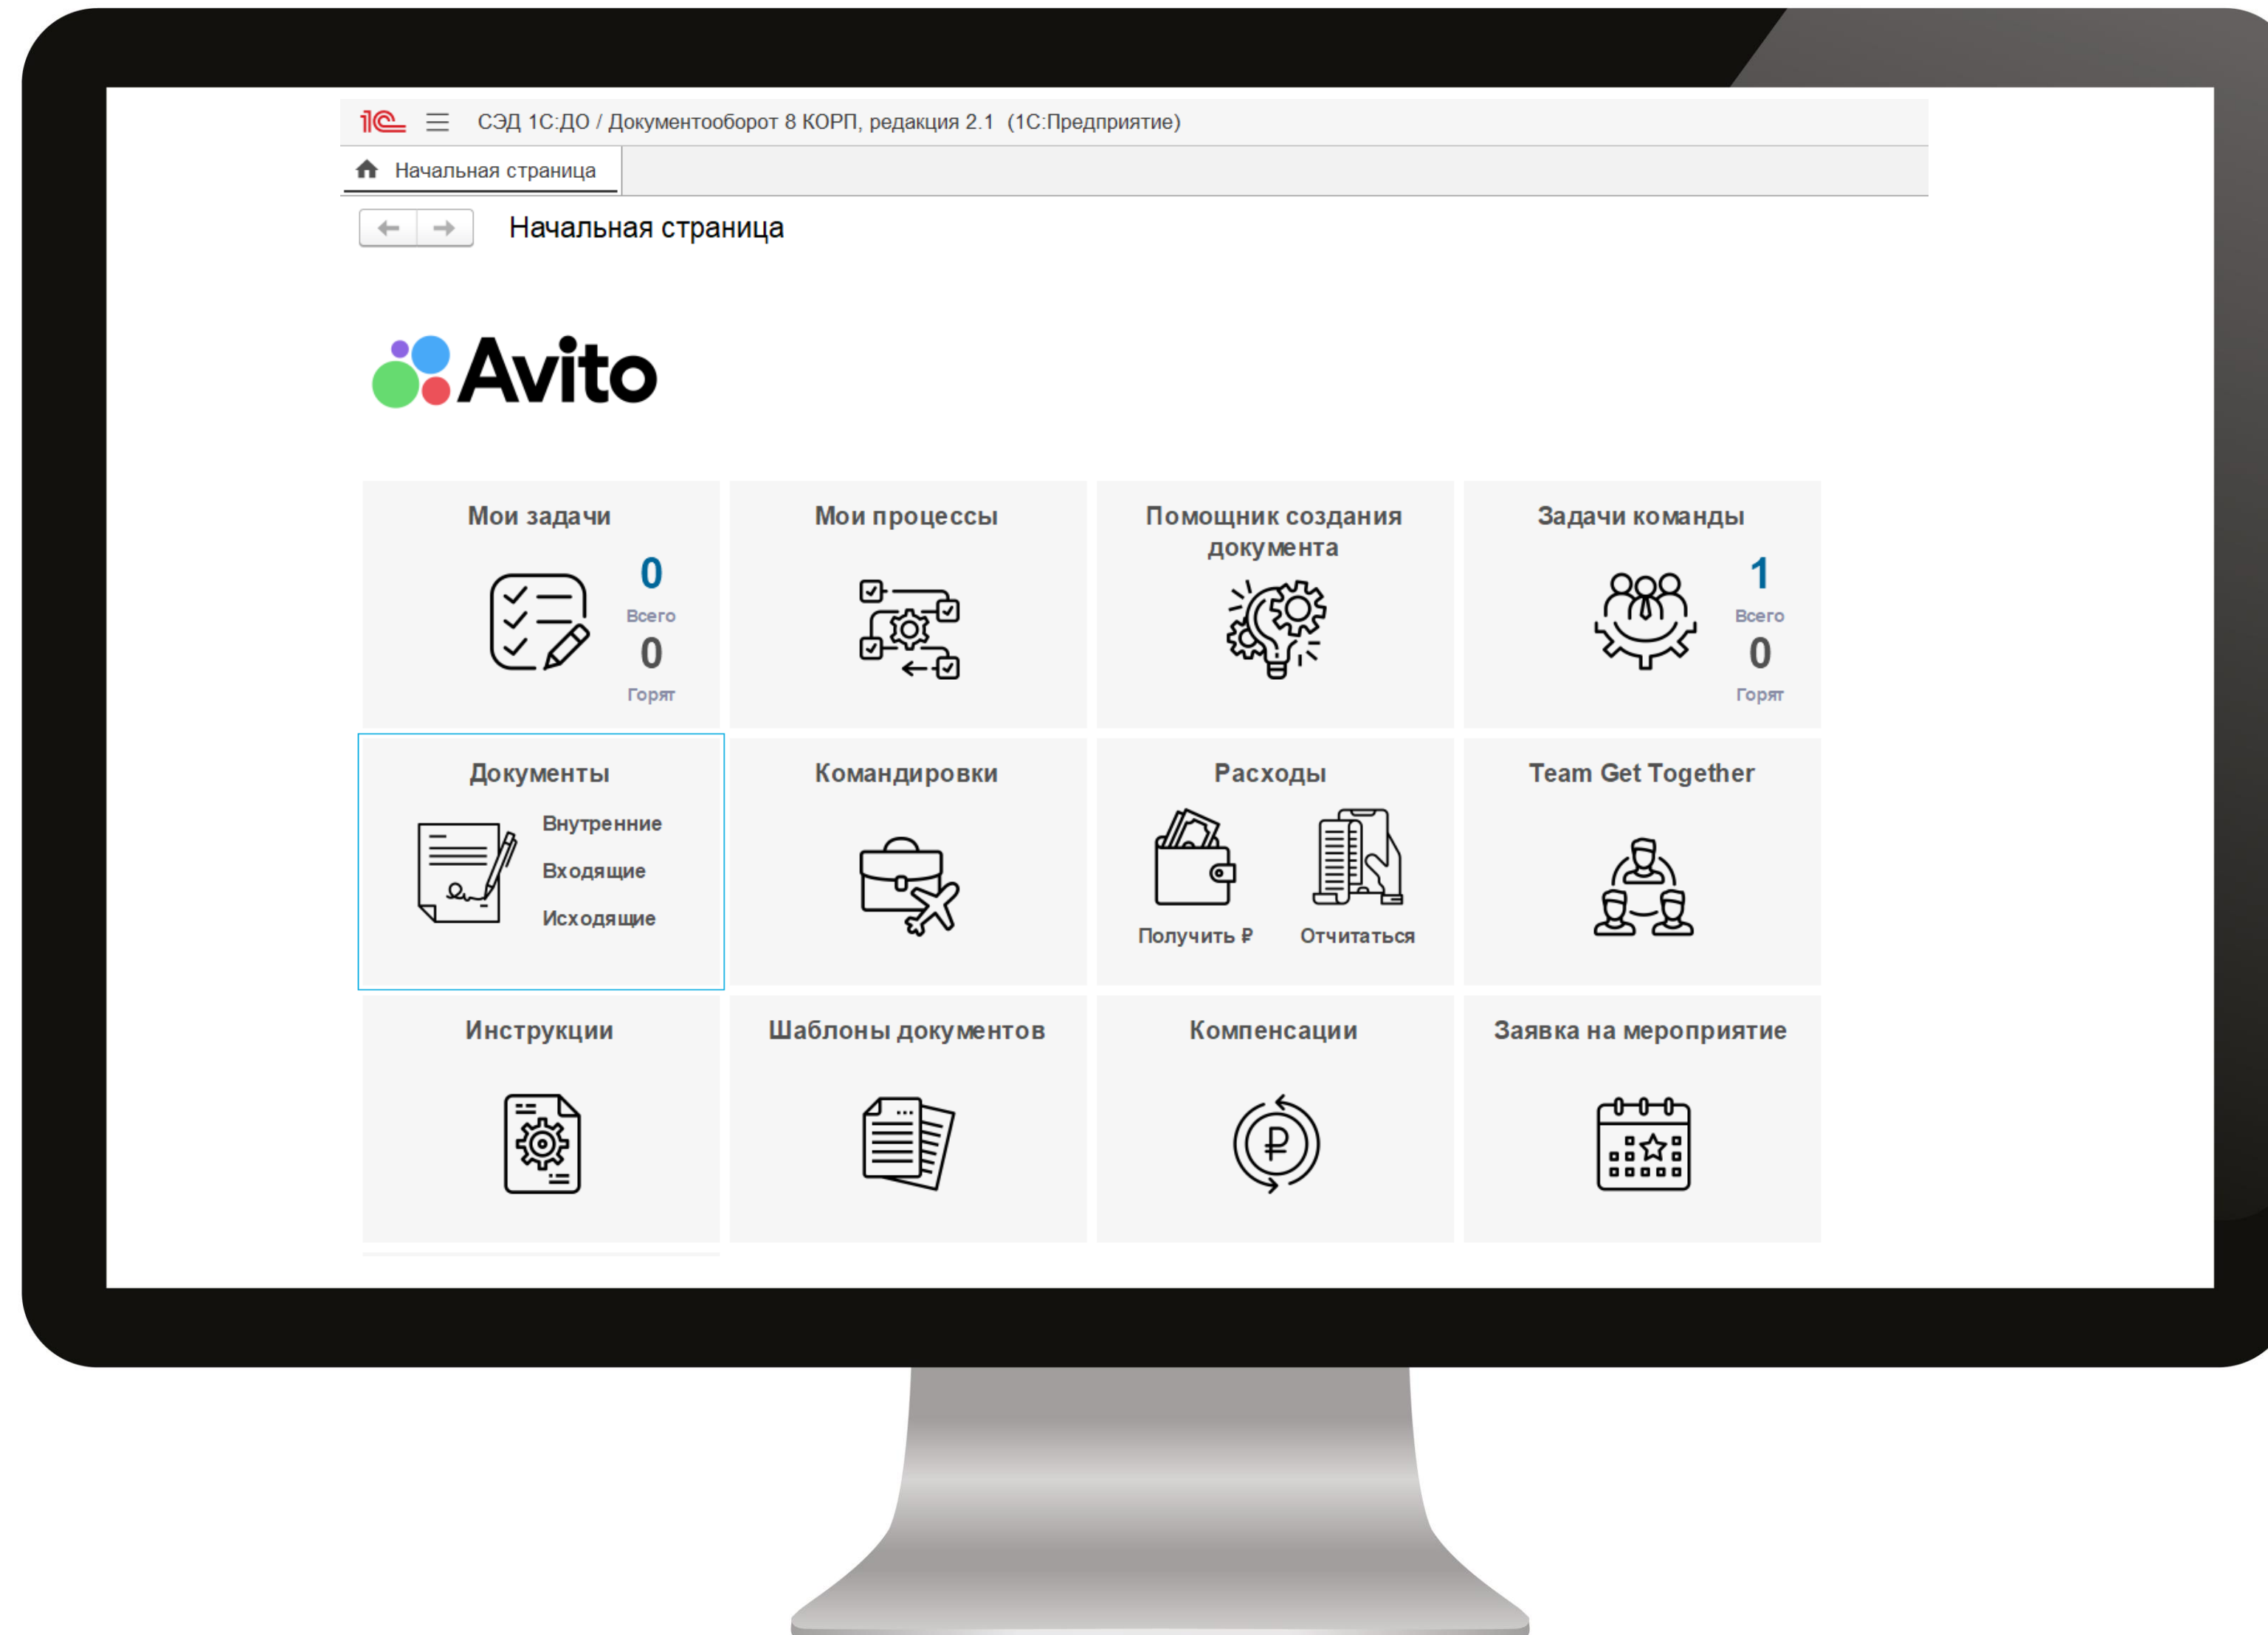 1С СЭД 1С:ДО / Документооборот 8 КОРП, редакция 2.1 (1С:Предприятие)
Начальная страница
Начальная страница
Avito
Мои задачи
0
Всего
0
Горят
Мои процессы
Помощник создания
документа
Задачи команды
1
Всего
0
Горят
Документы
Внутренние
Входящие
Исходящие
Командировки
Расходы
Получить ₽
Отчитаться
Team Get Together
Инструкции
Шаблоны документов
Компенсации
₽
Заявка на мероприятие